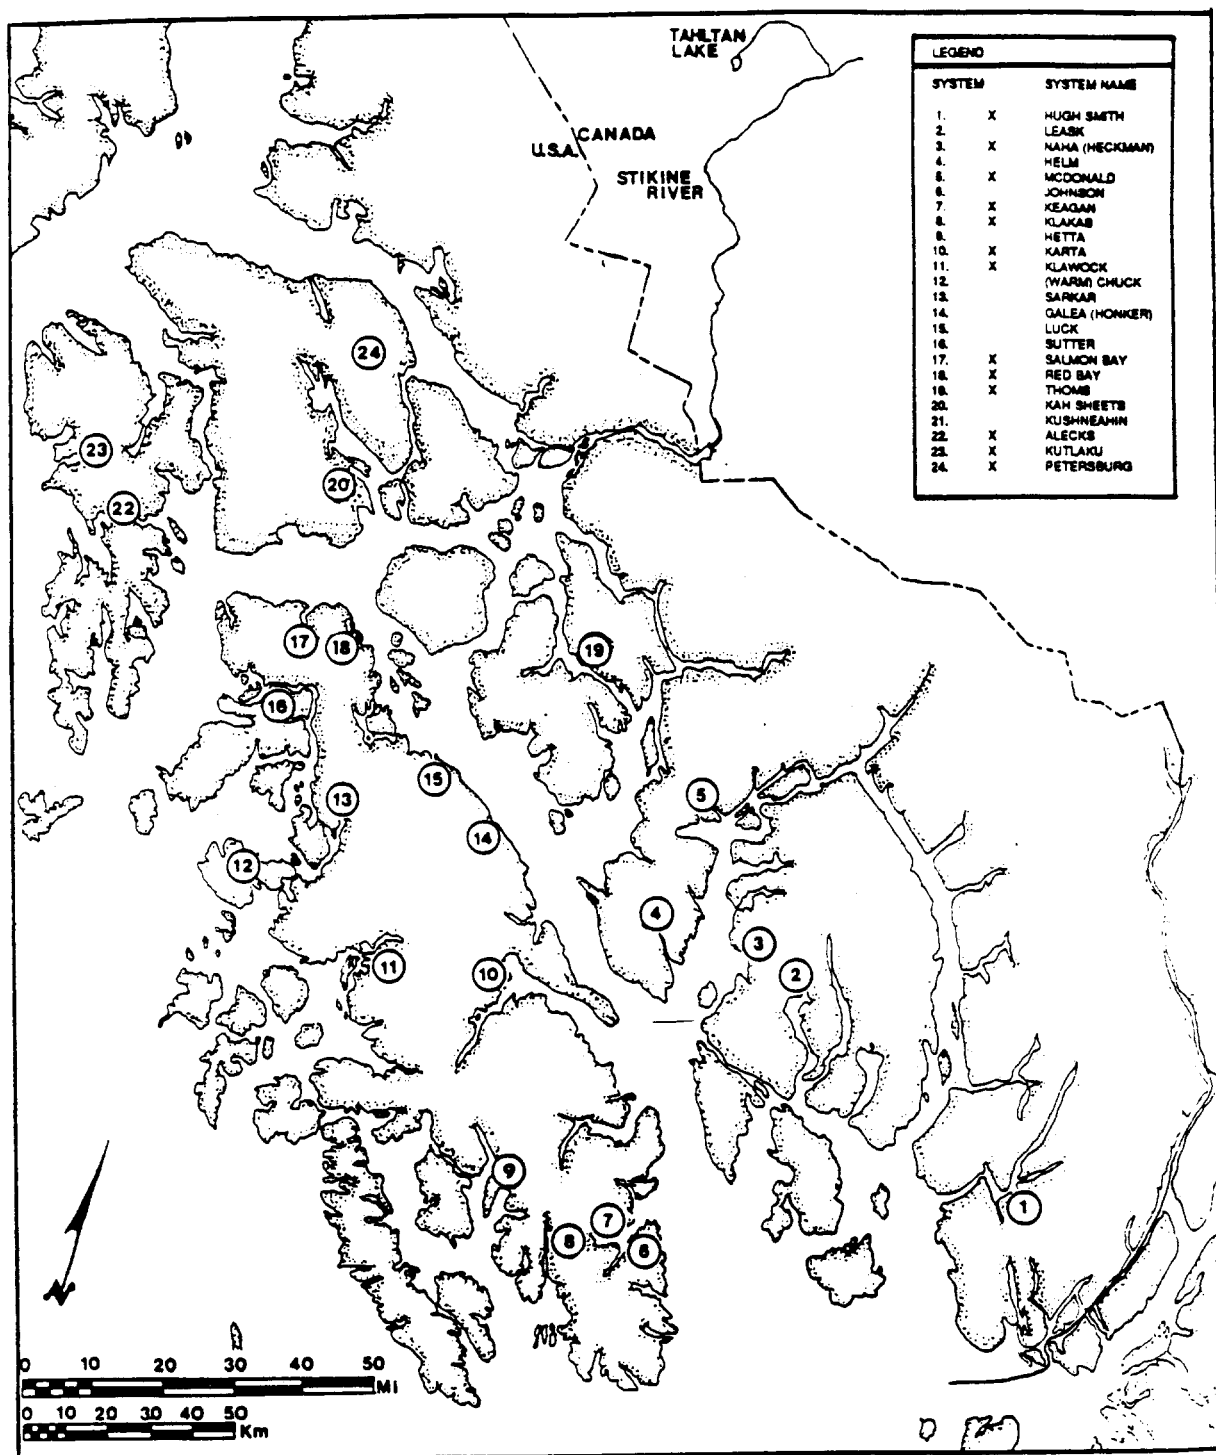 TAHLTAN
LAKE
CANADA
U.S.A.
STIKINE
RIVER
LEGEND
SYSTEM SYSTEM NAME
1. X HUGH SMITH
2. LEASK
3. X NAHA (HECKMAN)
4. HELM
5. X MCDONALD
6. JOHNSON
7. X KEAGAN
8. X KLAKAS
9. HETTA
10. X KARTA
11. X KLAWOCK
12. (WARM) CHUCK
13. SARKAR
14. GALEA (HONKER)
15. LUCK
16. SUTTER
17. X SALMON BAY
18. X RED BAY
19. X THOMS
20. KAH SHEETS
21. KUSHNEAHIN
22. X ALECKS
23. X KUTLAKU
24. X PETERSBURG
24
23
20
22
17
18
19
16
15
5
13
14
12
4
3
11
10
2
9
1
7
8
6
0 10 20 30 40 50
Mi
0 10 20 30 40 50
Km
N